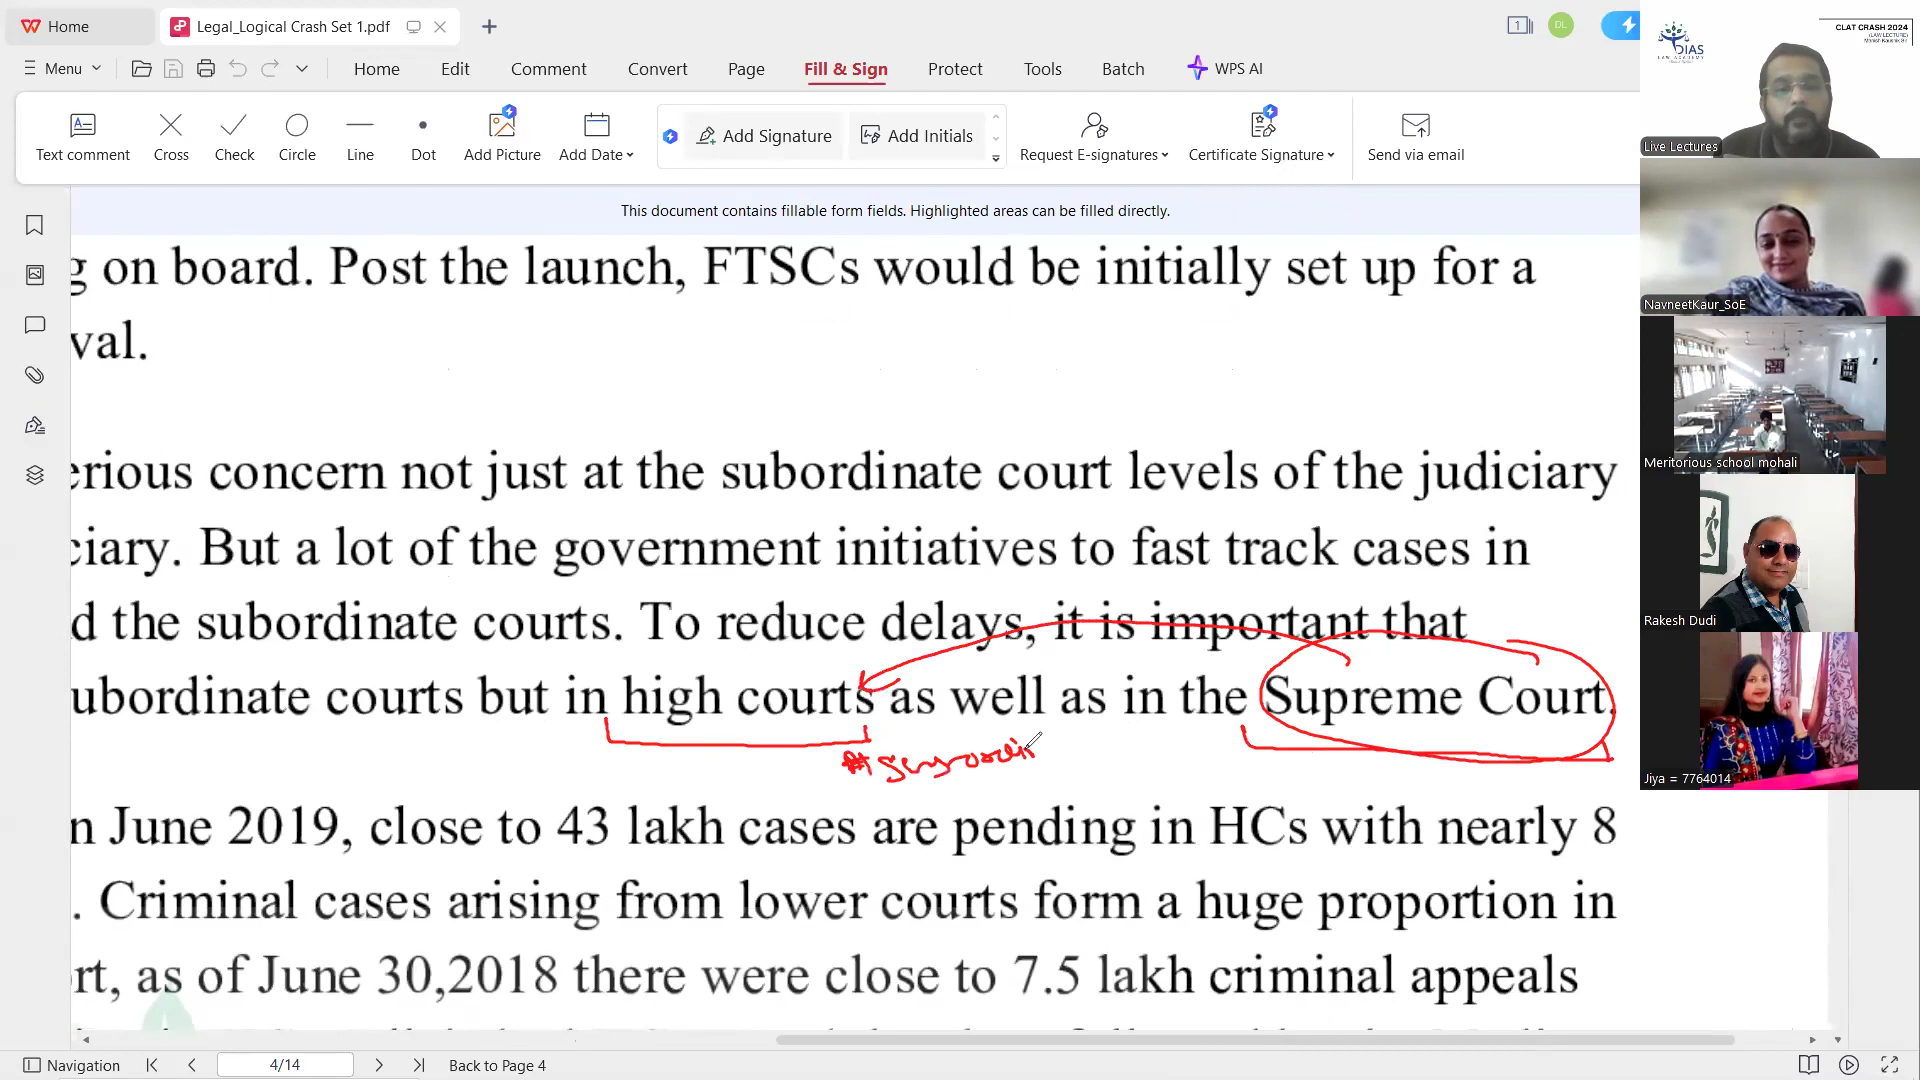 Home
Legal_Logical Crash Set 1.pdf
1
DL
Menu
Home
Edit
Comment
Convert
Page
Fill & Sign
Protect
Tools
Batch
WPS AI
Text comment
Cross
Check
Circle
Line
Dot
Add Picture
Add Date
Add Signature
Add Initials
Request E-signatures
Certificate Signature
Send via email
This document contains fillable form fields. Highlighted areas can be filled directly.
g on board. Post the launch, FTSCs would be initially set up for a
val.
erious concern not just at the subordinate court levels of the judiciary
ciary. But a lot of the government initiatives to fast track cases in
d the subordinate courts. To reduce delays, it is important that
ubordinate courts but in high courts as well as in the Supreme Court.
n June 2019, close to 43 lakh cases are pending in HCs with nearly 8
. Criminal cases arising from lower courts form a huge proportion in
rt, as of June 30,2018 there were close to 7.5 lakh criminal appeals
Navigation
4/14
Back to Page 4
DIAS
LAW ACADEMY
CLAT CRASH 2024
(LAW LECTURE)
Live Lectures
NavneetKaur_SoE
Meritorious school mohali
Rakesh Dudi
Jiya = 7764014